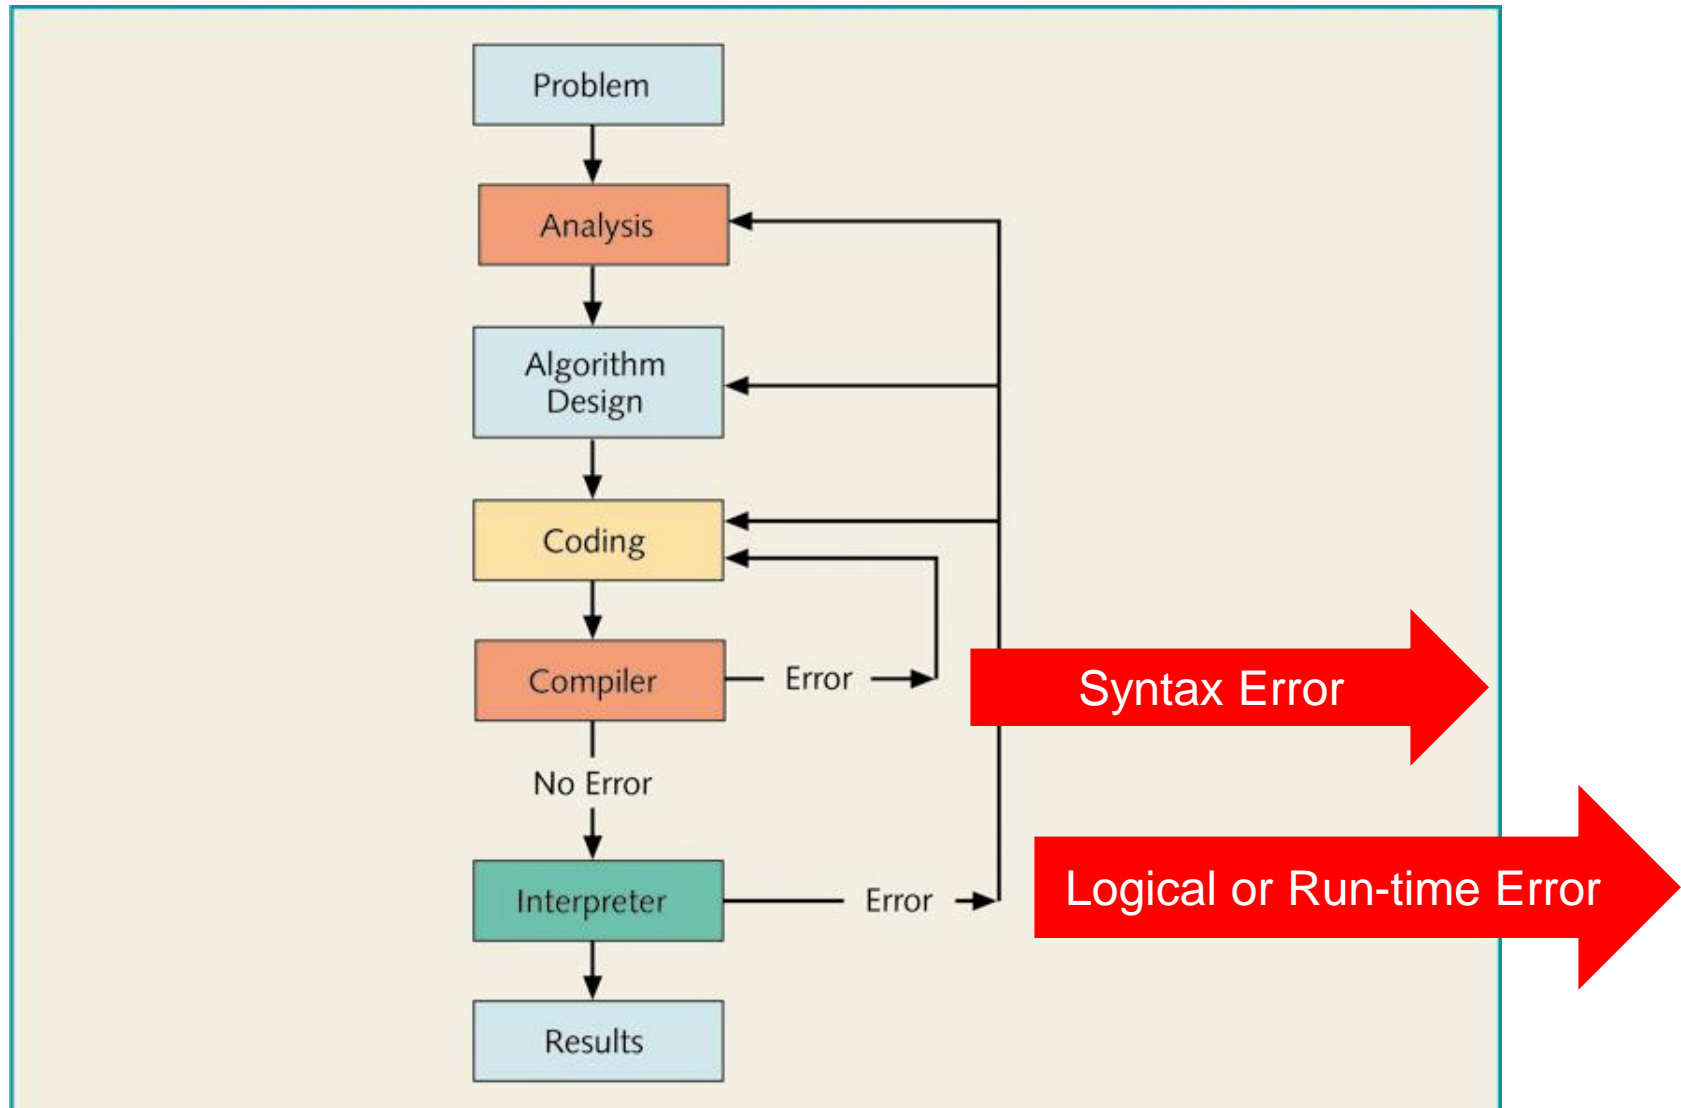 Problem
Analysis
Algorithm
Design
Coding
Compiler
Error
Syntax Error
No Error
Interpreter
Error
Logical or Run-time Error
Results